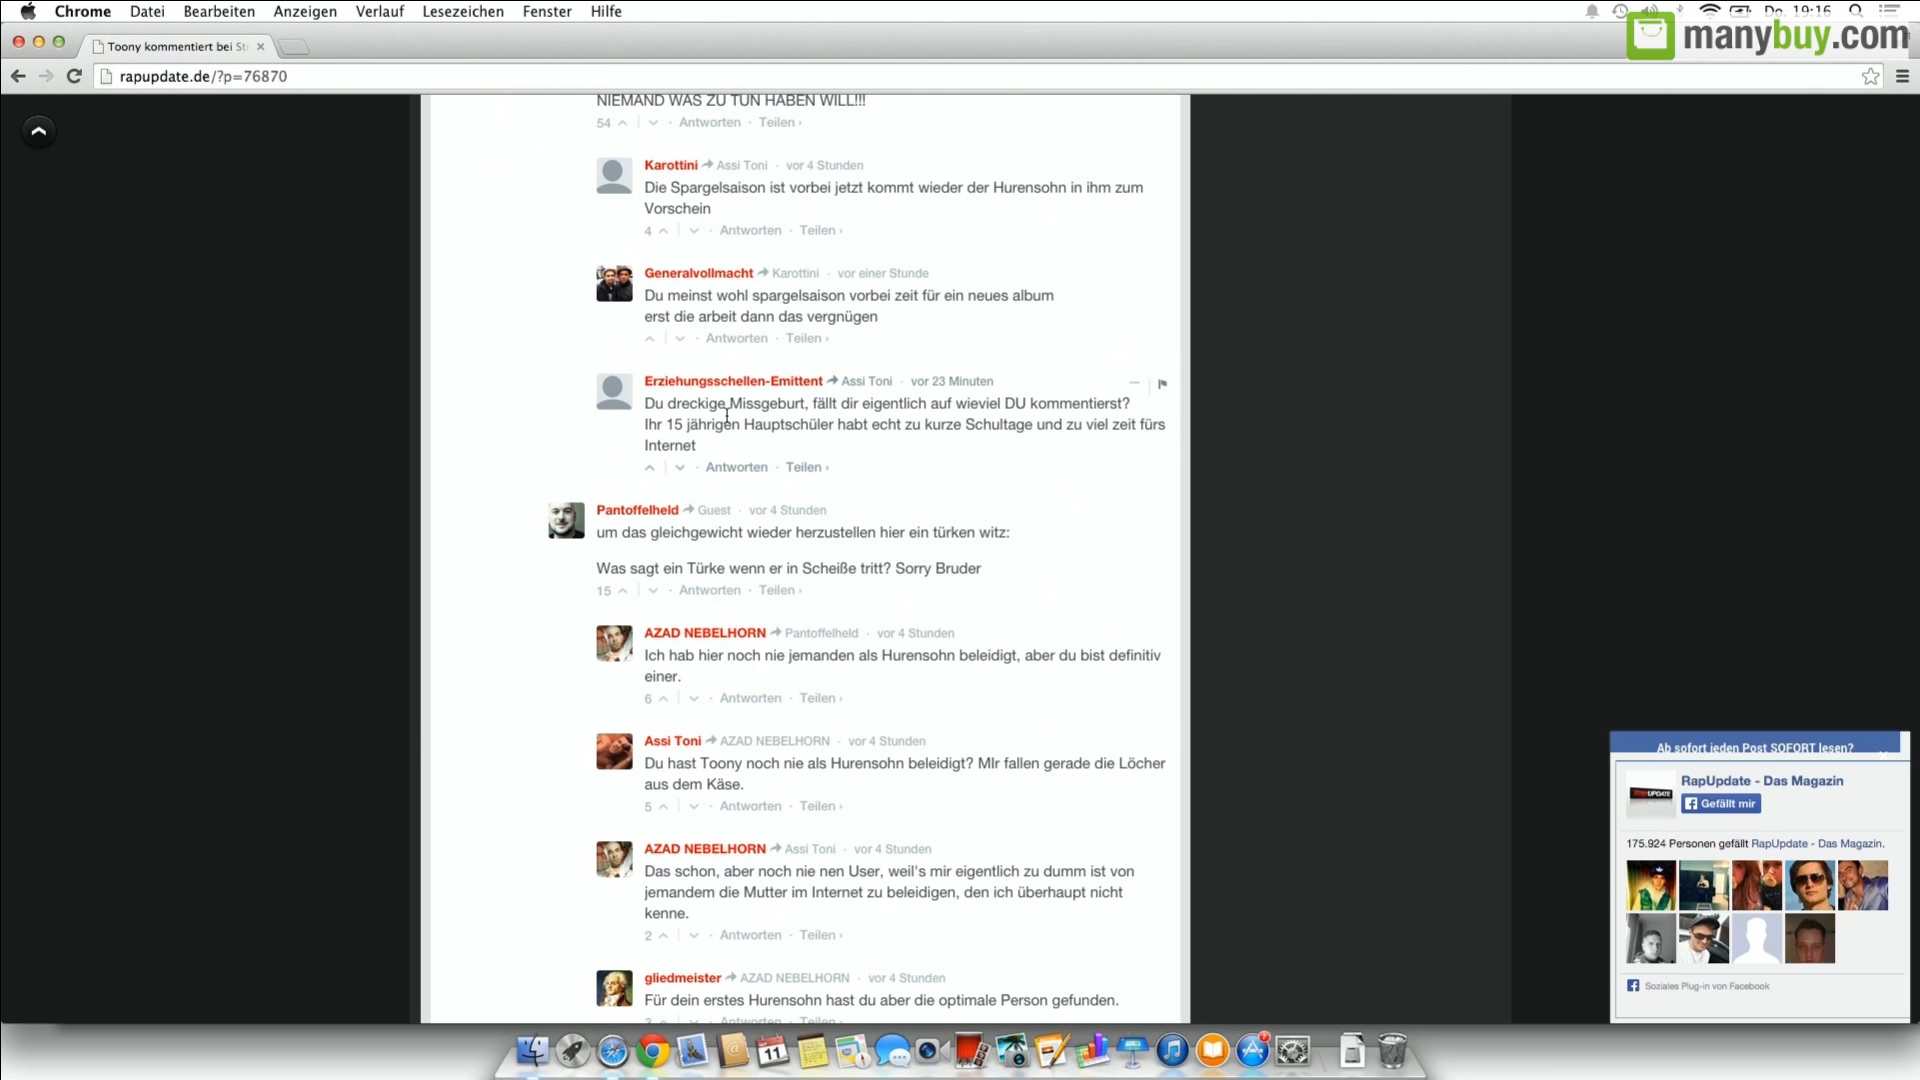 Chrome Datei Bearbeiten Anzeigen Verlauf Lesezeichen Fenster Hilfe
Do. 19:16
manybuy.com
Toony kommentiert bei St
rapupdate.de/?p=76870
NIEMAND WAS ZU TUN HABEN WILL!!!
54 Antworten Teilen ›
Karottini Assi Toni · vor 4 Stunden
Die Spargelsaison ist vorbei jetzt kommt wieder der Hurensohn in ihm zum
Vorschein
4 Antworten · Teilen ›
Generalvollmacht Karottini · vor einer Stunde
Du meinst wohl spargelsaison vorbei zeit für ein neues album
erst die arbeit dann das vergnügen
Antworten · Teilen ›
Erziehungsschellen-Emittent Assi Toni · vor 23 Minuten
Du dreckige Missgeburt, fällt dir eigentlich auf wieviel DU kommentierst?
Ihr 15 jährigen Hauptschüler habt echt zu kurze Schultage und zu viel zeit fürs
Internet
Antworten · Teilen ›
Pantoffelheld Guest · vor 4 Stunden
um das gleichgewicht wieder herzustellen hier ein türken witz:
Was sagt ein Türke wenn er in Scheiße tritt? Sorry Bruder
15 Antworten · Teilen ›
AZAD NEBELHORN Pantoffelheld · vor 4 Stunden
Ich hab hier noch nie jemanden als Hurensohn beleidigt, aber du bist definitiv
einer.
6 Antworten · Teilen ›
Assi Toni AZAD NEBELHORN · vor 4 Stunden
Du hast Toony noch nie als Hurensohn beleidigt? MIr fallen gerade die Löcher
aus dem Käse.
5 Antworten · Teilen ›
AZAD NEBELHORN Assi Toni · vor 4 Stunden
Das schon, aber noch nie nen User, weil's mir eigentlich zu dumm ist von
jemandem die Mutter im Internet zu beleidigen, den ich überhaupt nicht
kenne.
2 Antworten · Teilen ›
gliedmeister AZAD NEBELHORN · vor 4 Stunden
Für dein erstes Hurensohn hast du aber die optimale Person gefunden.
Antworten · Teilen ›
Ab sofort jeden Post SOFORT lesen?
RapUpdate - Das Magazin
Gefällt mir
175.924 Personen gefällt RapUpdate - Das Magazin.
Soziales Plug-in von Facebook
11